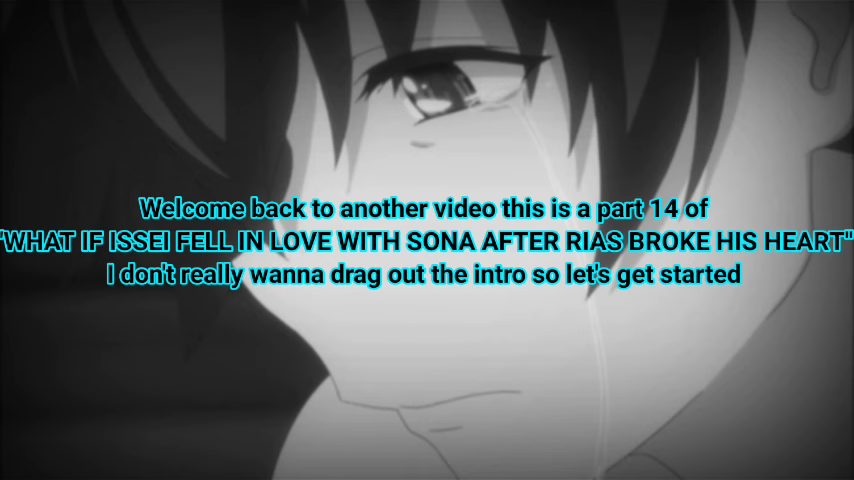 Welcome back to another video this is a part 14 of
"WHAT IF ISSEI FELL IN LOVE WITH SONA AFTER RIAS BROKE HIS HEART"
I don't really wanna drag out the intro so let's get started